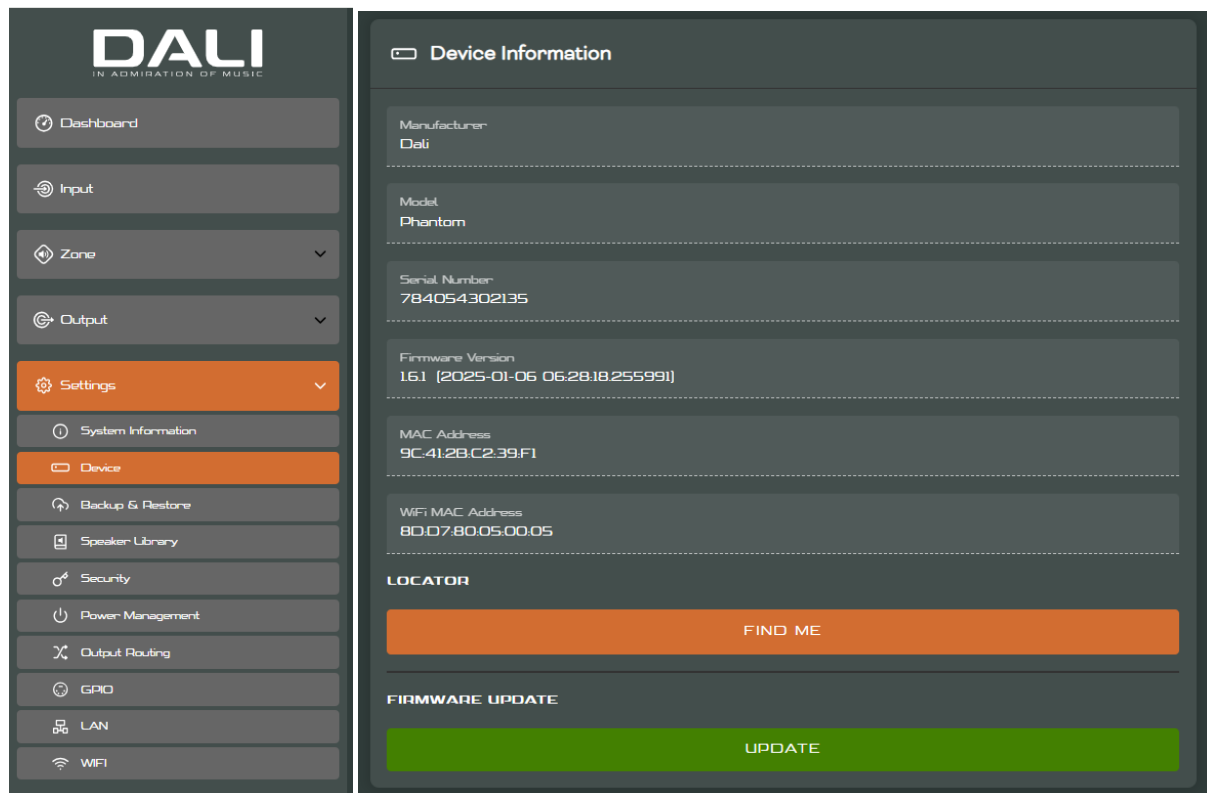 DALI
IN ADMIRATION OF MUSIC
Dashboard
Input
Zone
Output
Settings
System Information
Device
Backup & Restore
Speaker Library
Security
Power Management
Output Routing
GPIO
LAN
WIFI
Device Information
Manufacturer
Dali
Model
Phantom
Serial Number
784054302135
Firmware Version
1.6.1 (2025-01-06 06:28:18.255991)
MAC Address
9C:41:2B:C2:39:F1
WiFi MAC Address
8D:D7:80:05:00:05
LOCATOR
FIND ME
FIRMWARE UPDATE
UPDATE